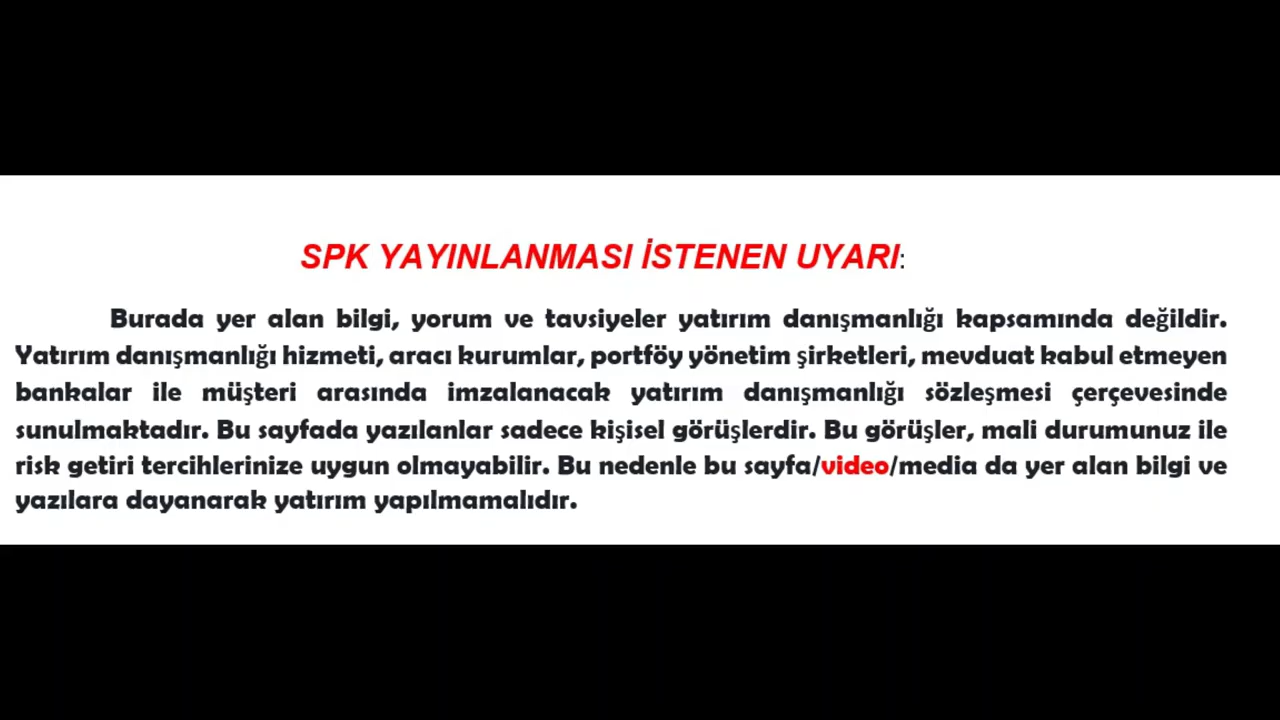 SPK YAYINLANMASI İSTENEN UYARI:
Burada yer alan bilgi, yorum ve tavsiyeler yatırım danışmanlığı kapsamında değildir.
Yatırım danışmanlığı hizmeti, aracı kurumlar, portföy yönetim şirketleri, mevduat kabul etmeyen
bankalar ile müşteri arasında imzalanacak yatırım danışmanlığı sözleşmesi çerçevesinde
sunulmaktadır. Bu sayfada yazılanlar sadece kişisel görüşlerdir. Bu görüşler, mali durumunuz ile
risk getiri tercihlerinize uygun olmayabilir. Bu nedenle bu sayfa/video/media da yer alan bilgi ve
yazılara dayanarak yatırım yapılmamalıdır.